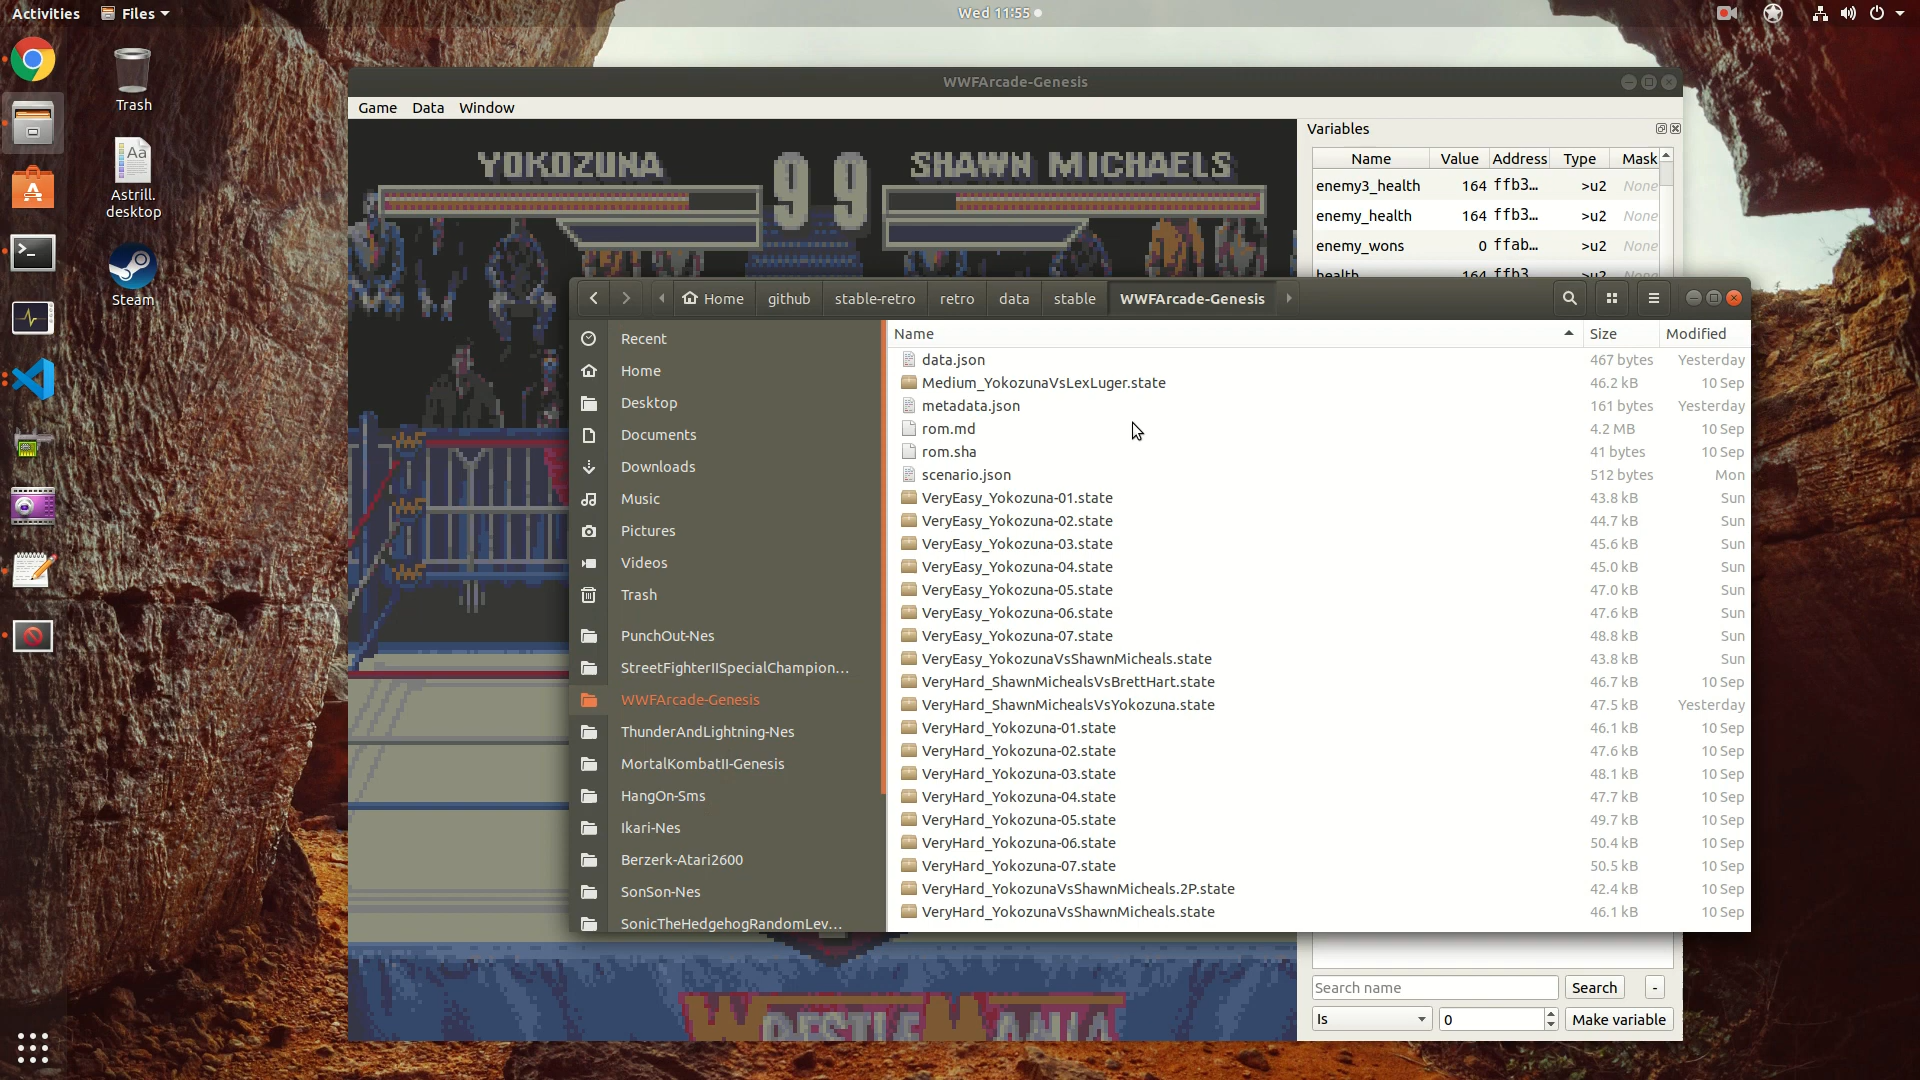 Activities Files Wed 11:55
Trash
Astrill.
desktop
Steam
WWFArcade-Genesis
Game Data Window
YOKOZUNA 99 SHAWN MICHAELS
Variables
Name Value Address Type Mask
enemy3_health 164 ffb3... >u2 None
enemy_health 164 ffb3... >u2 None
enemy_wons 0 ffab... >u2 None
health 164 ffb3... >u2 None
Home github stable-retro retro data stable WWFArcade-Genesis
Recent
Home
Desktop
Documents
Downloads
Music
Pictures
Videos
Trash
PunchOut-Nes
StreetFighterIISpecialChampion...
WWFArcade-Genesis
ThunderAndLightning-Nes
MortalKombatII-Genesis
HangOn-Sms
Ikari-Nes
Berzerk-Atari2600
SonSon-Nes
SonicTheHedgehogRandomLev...
Name Size Modified
data.json 467 bytes Yesterday
Medium_YokozunaVsLexLuger.state 46.2 kB 10 Sep
metadata.json 161 bytes Yesterday
rom.md 4.2 MB 10 Sep
rom.sha 41 bytes 10 Sep
scenario.json 512 bytes Mon
VeryEasy_Yokozuna-01.state 43.8 kB Sun
VeryEasy_Yokozuna-02.state 44.7 kB Sun
VeryEasy_Yokozuna-03.state 45.6 kB Sun
VeryEasy_Yokozuna-04.state 45.0 kB Sun
VeryEasy_Yokozuna-05.state 47.0 kB Sun
VeryEasy_Yokozuna-06.state 47.6 kB Sun
VeryEasy_Yokozuna-07.state 48.8 kB Sun
VeryEasy_YokozunaVsShawnMicheals.state 43.8 kB Sun
VeryHard_ShawnMichealsVsBrettHart.state 46.7 kB 10 Sep
VeryHard_ShawnMichealsVsYokozuna.state 47.5 kB Yesterday
VeryHard_Yokozuna-01.state 46.1 kB 10 Sep
VeryHard_Yokozuna-02.state 47.6 kB 10 Sep
VeryHard_Yokozuna-03.state 48.1 kB 10 Sep
VeryHard_Yokozuna-04.state 47.7 kB 10 Sep
VeryHard_Yokozuna-05.state 49.7 kB 10 Sep
VeryHard_Yokozuna-06.state 50.4 kB 10 Sep
VeryHard_Yokozuna-07.state 50.5 kB 10 Sep
VeryHard_YokozunaVsShawnMicheals.2P.state 42.4 kB 10 Sep
VeryHard_YokozunaVsShawnMicheals.state 46.1 kB 10 Sep
Search name Search -
Is 0 Make variable
WRESTLEMANIA